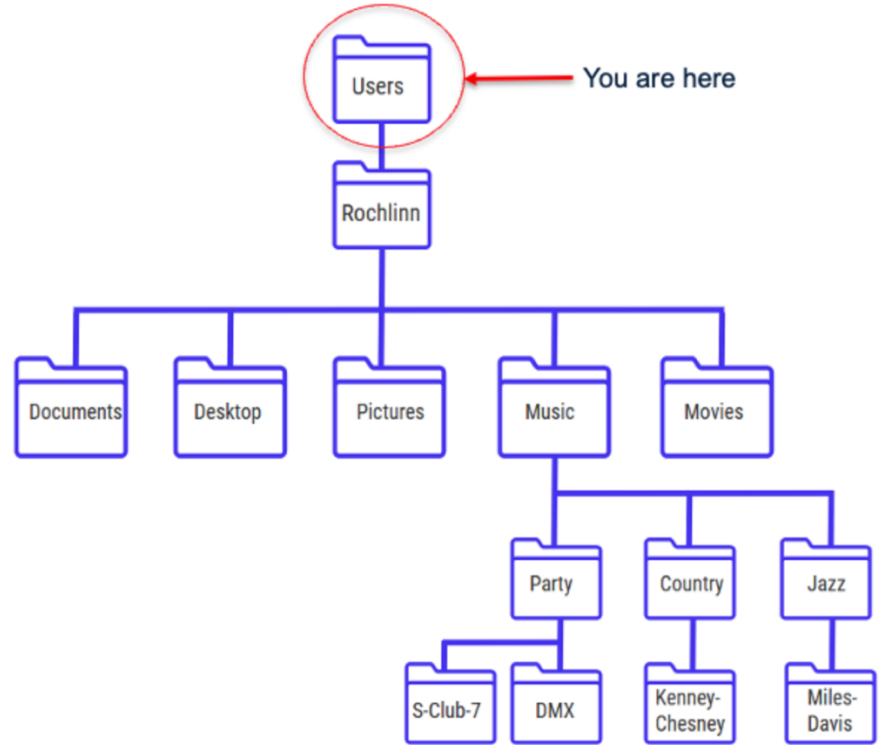 Users
You are here
Rochlinn
Documents
Desktop
Pictures
Music
Movies
Party
Country
Jazz
S-Club-7
DMX
Kenney-
Chesney
Miles-
Davis